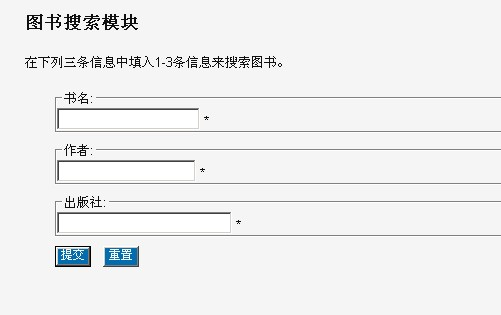 图书搜索模块
在下列三条信息中填入1-3条信息来搜索图书。
书名:
*
作者:
*
出版社:
*
提交 重置